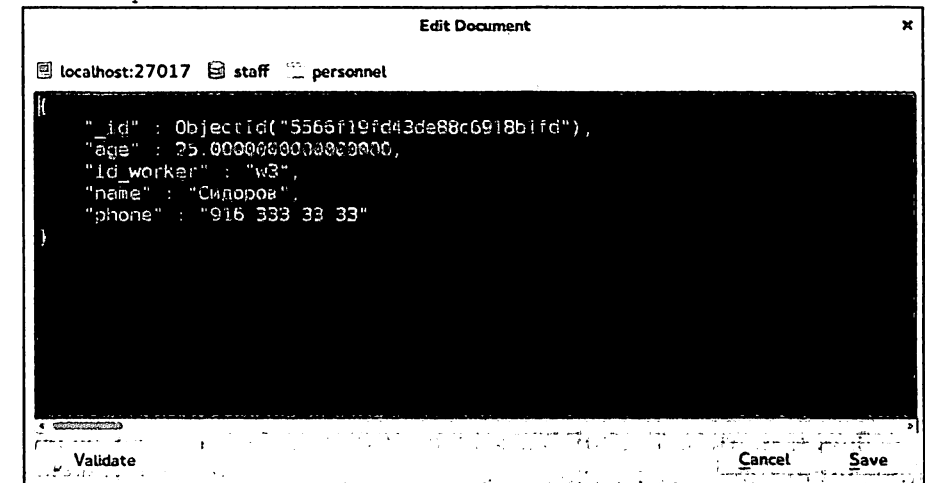 Edit Document ×
localhost:27017 staff personnel
{
"_id" : ObjectId("5566f19fd43de88c6918b1fd"),
"age" : 25.0000000000000000,
"id_worker" : "w3",
"name" : "Сидоров",
"phone" : "916 333 33 33"
}
Validate Cancel Save